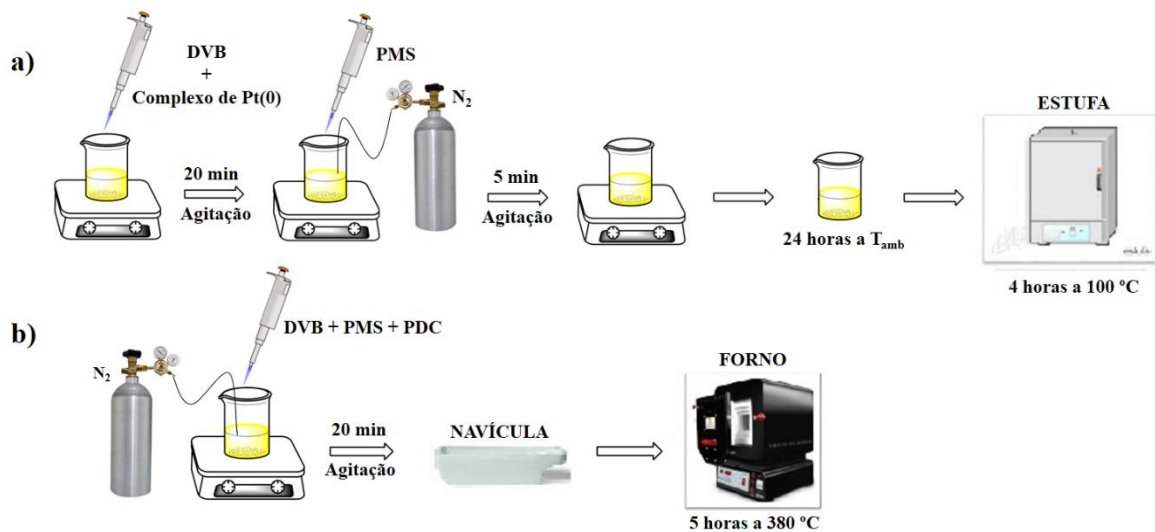 a)
DVB
+
Complexo de Pt(0)
20 min
Agitação
PMS
N₂
5 min
Agitação
24 horas a Tamb
ESTUFA
4 horas a 100 ºC
b)
N₂
DVB + PMS + PDC
20 min
Agitação
NAVÍCULA
FORNO
5 horas a 380 ºC